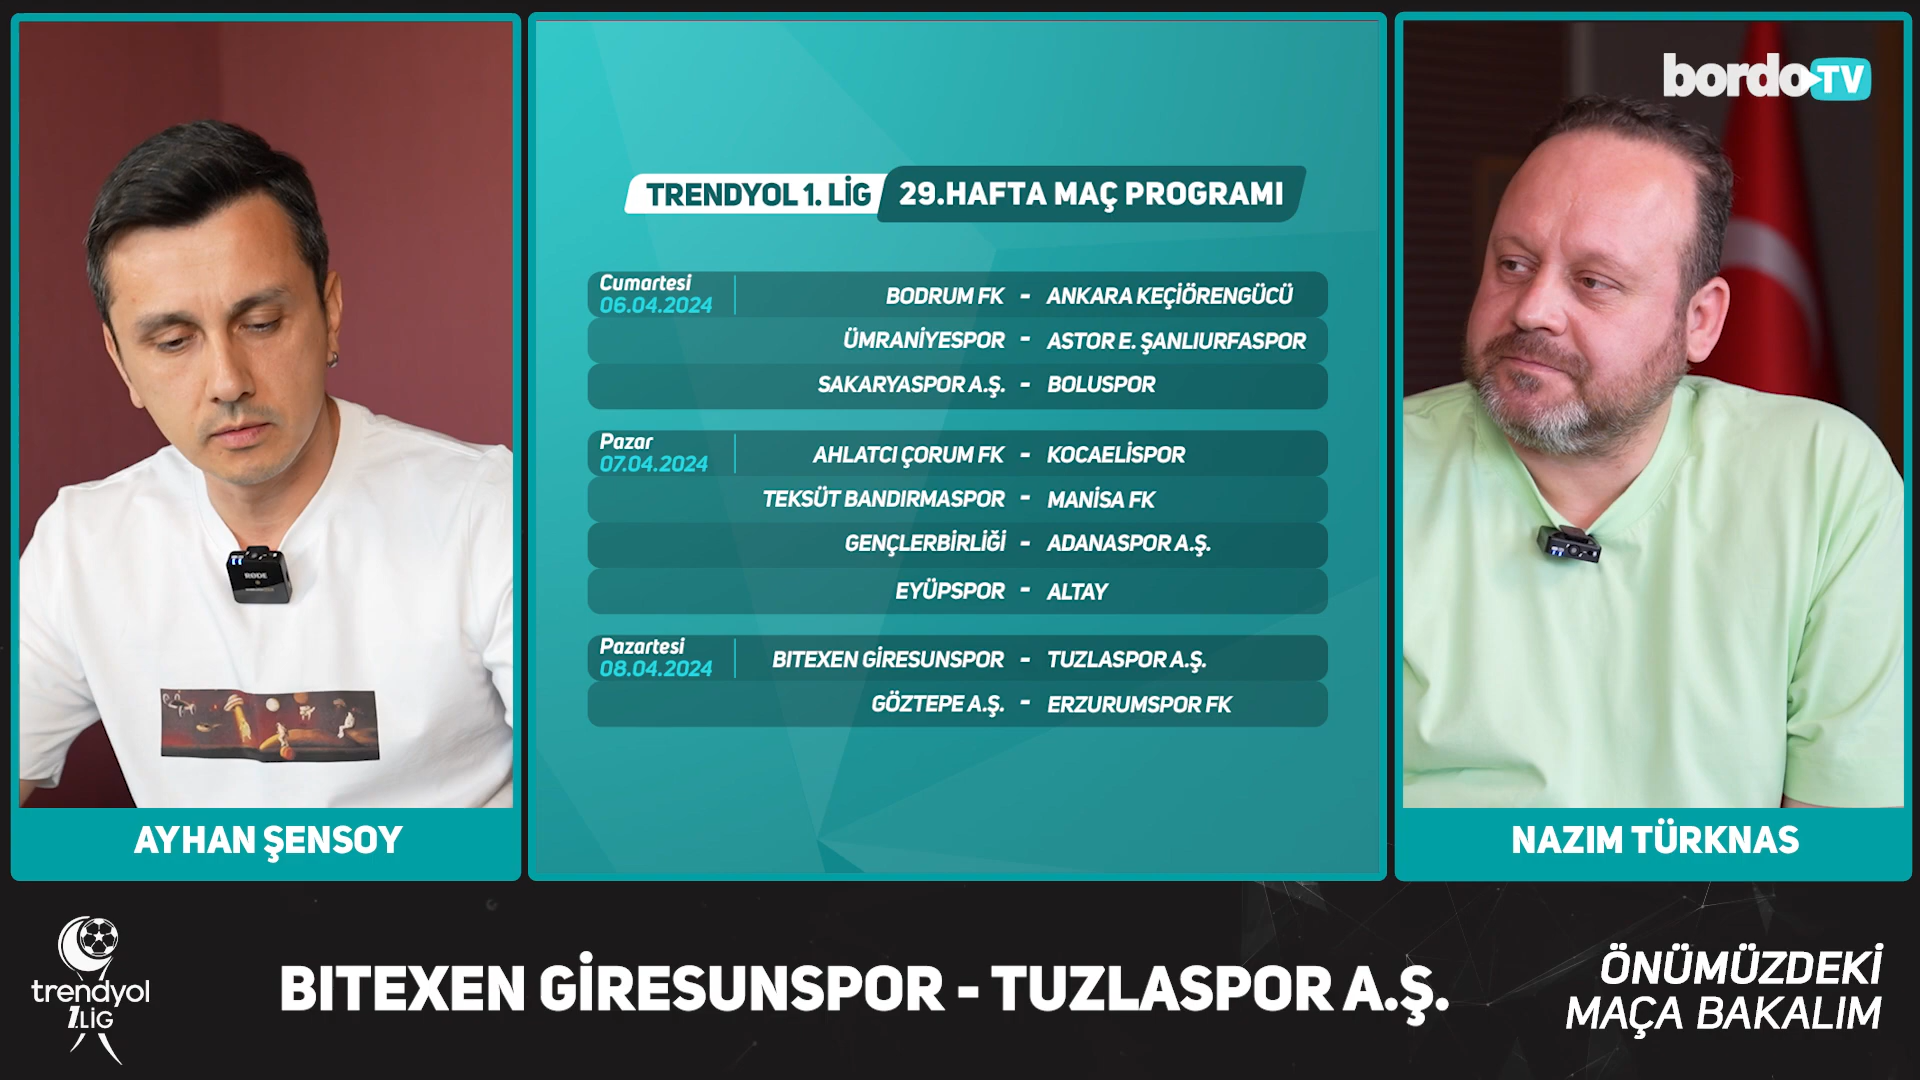 bordo TV
TRENDYOL 1. LİG 29.HAFTA MAÇ PROGRAMI
Cumartesi
06.04.2024
BODRUM FK - ANKARA KEÇİÖRENGÜCÜ
ÜMRANİYESPOR - ASTOR E. ŞANLIURFASPOR
SAKARYASPOR A.Ş. - BOLUSPOR
Pazar
07.04.2024
AHLATCI ÇORUM FK - KOCAELİSPOR
TEKSÜT BANDIRMASPOR - MANİSA FK
GENÇLERBİRLİĞİ - ADANASPOR A.Ş.
EYÜPSPOR - ALTAY
Pazartesi
08.04.2024
BITEXEN GİRESUNSPOR - TUZLASPOR A.Ş.
GÖZTEPE A.Ş. - ERZURUMSPOR FK
RØDE
AYHAN ŞENSOY
NAZIM TÜRKNAS
trendyol
1.LİG
BITEXEN GİRESUNSPOR - TUZLASPOR A.Ş.
ÖNÜMÜZDEKİ
MAÇA BAKALIM